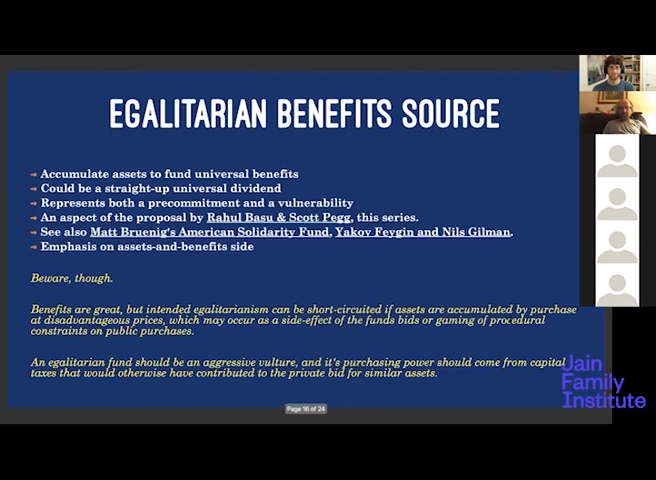 EGALITARIAN BENEFITS SOURCE
→ Accumulate assets to fund universal benefits
→ Could be a straight-up universal dividend
→ Represents both a precommitment and a vulnerability
→ An aspect of the proposal by Rahul Basu & Scott Pegg, this series.
→ See also Matt Bruenig's American Solidarity Fund, Yakov Feygin and Nils Gilman.
→ Emphasis on assets-and-benefits side
Beware, though.
Benefits are great, but intended egalitarianism can be short-circuited if assets are accumulated by purchase
at disadvantageous prices, which may occur as a side-effect of the funds bids or gaming of procedural
constraints on public purchases.
An egalitarian fund should be an aggressive vulture, and it's purchasing power should come from capital
taxes that would otherwise have contributed to the private bid for similar assets.
Jain
Family
Institute
Page 16 of 24